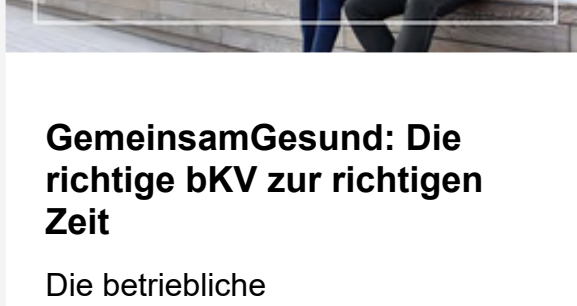 GemeinsamGesund: Die
richtige bKV zur richtigen
Zeit
Die betriebliche